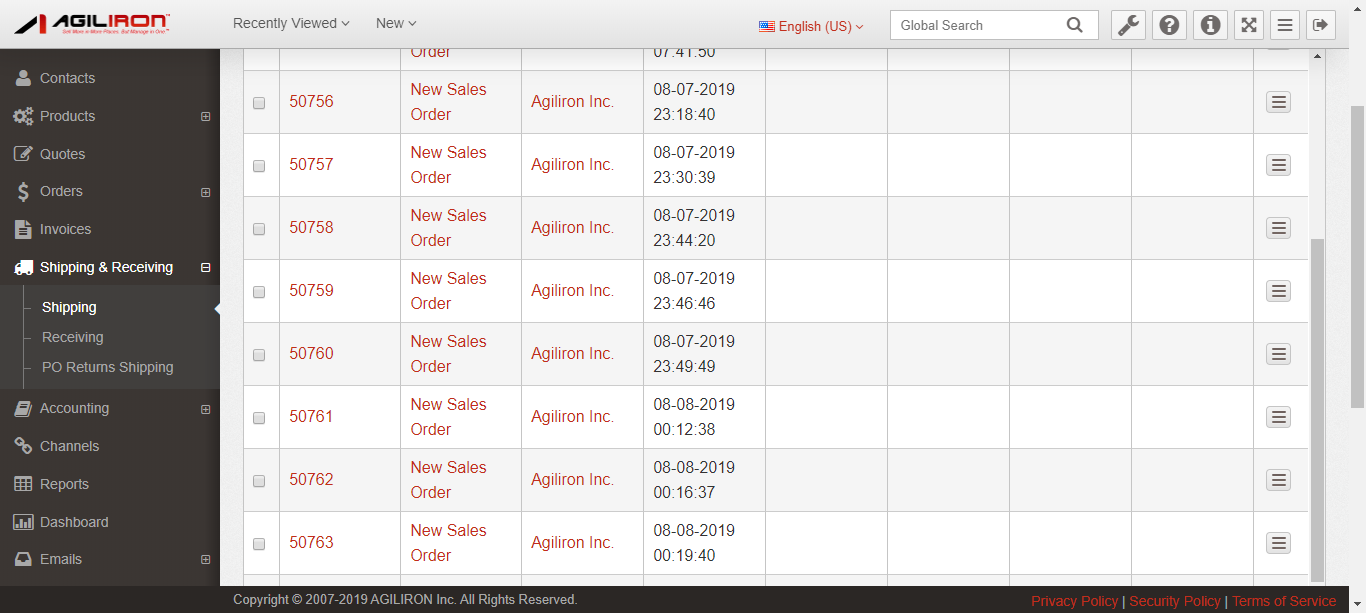 AGILIRON
Sell More in More Places. But Manage in One.™
Recently Viewed
New
English (US)
Global Search
Contacts
Products
Quotes
Orders
Invoices
Shipping & Receiving
Shipping
Receiving
PO Returns Shipping
Accounting
Channels
Reports
Dashboard
Emails
Order 07:41:50
50756 New Sales Order Agiliron Inc. 08-07-2019 23:18:40
50757 New Sales Order Agiliron Inc. 08-07-2019 23:30:39
50758 New Sales Order Agiliron Inc. 08-07-2019 23:44:20
50759 New Sales Order Agiliron Inc. 08-07-2019 23:46:46
50760 New Sales Order Agiliron Inc. 08-07-2019 23:49:49
50761 New Sales Order Agiliron Inc. 08-08-2019 00:12:38
50762 New Sales Order Agiliron Inc. 08-08-2019 00:16:37
50763 New Sales Order Agiliron Inc. 08-08-2019 00:19:40
Copyright © 2007-2019 AGILIRON Inc. All Rights Reserved.
Privacy Policy | Security Policy | Terms of Service